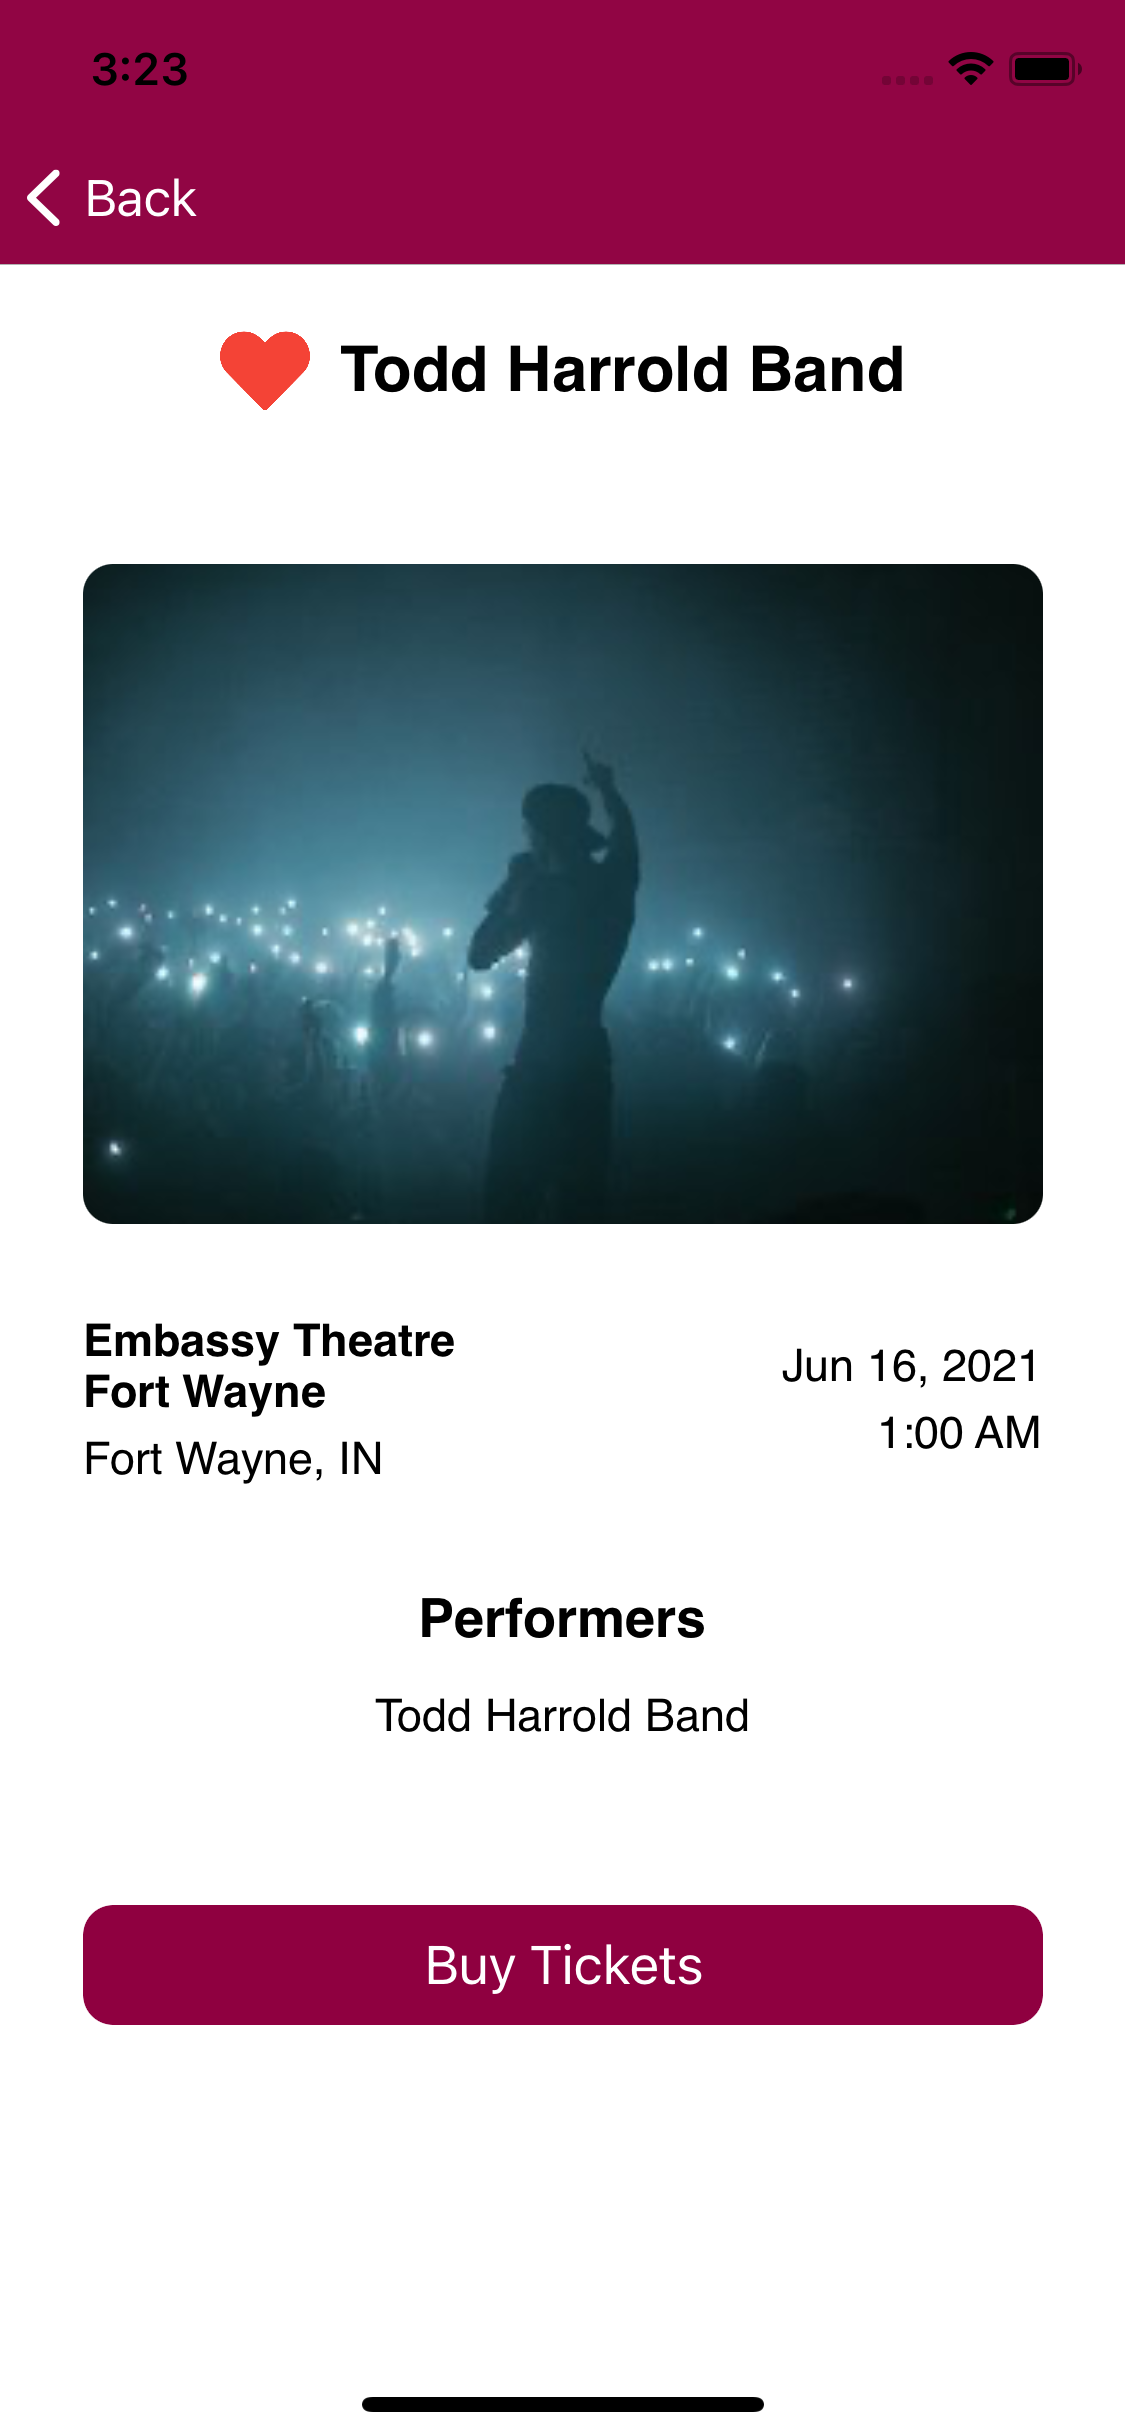 3:23
Back
Todd Harrold Band
Embassy Theatre
Fort Wayne
Fort Wayne, IN
Jun 16, 2021
1:00 AM
Performers
Todd Harrold Band
Buy Tickets